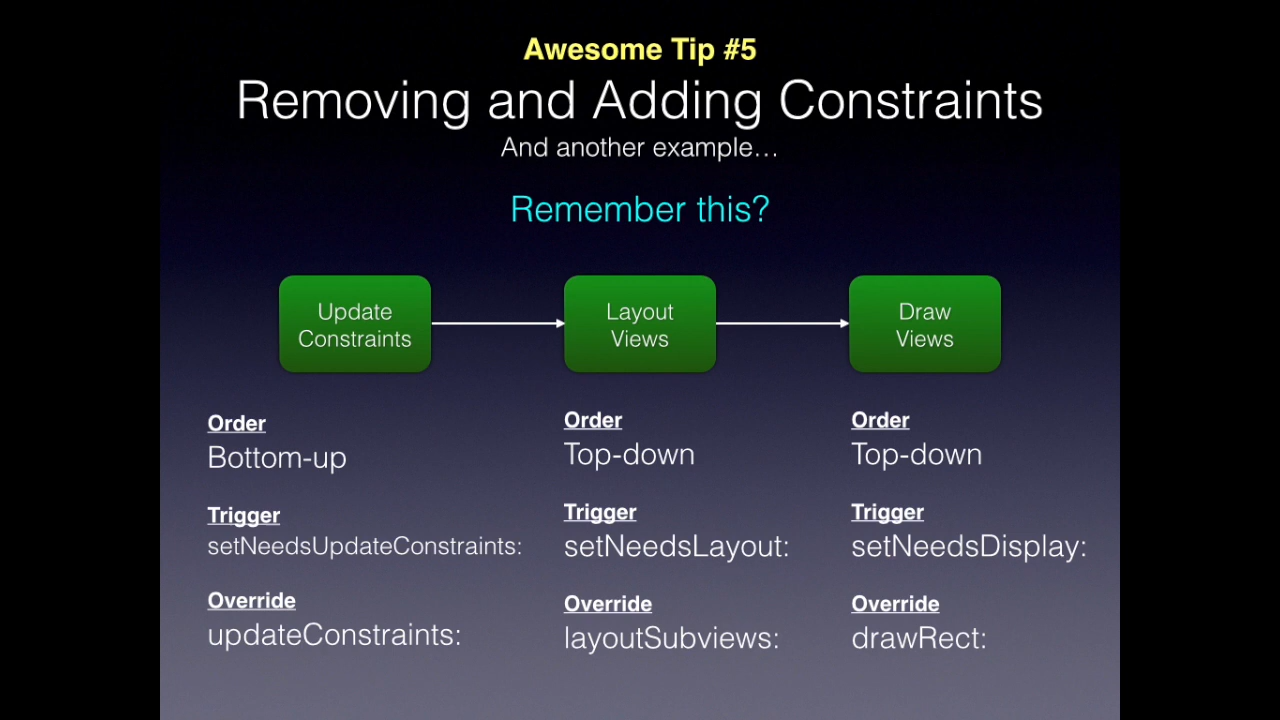 Awesome Tip #5
Removing and Adding Constraints
And another example…
Remember this?
Update
Constraints
Layout
Views
Draw
Views
Order
Bottom-up
Trigger
setNeedsUpdateConstraints:
Override
updateConstraints:
Order
Top-down
Trigger
setNeedsLayout:
Override
layoutSubviews:
Order
Top-down
Trigger
setNeedsDisplay:
Override
drawRect: